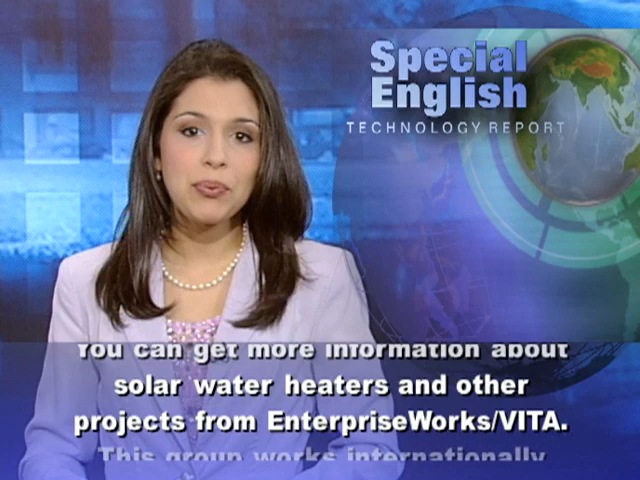 Special
English
TECHNOLOGY REPORT
You can get more information about
solar water heaters and other
projects from EnterpriseWorks/VITA.
This group works internationally